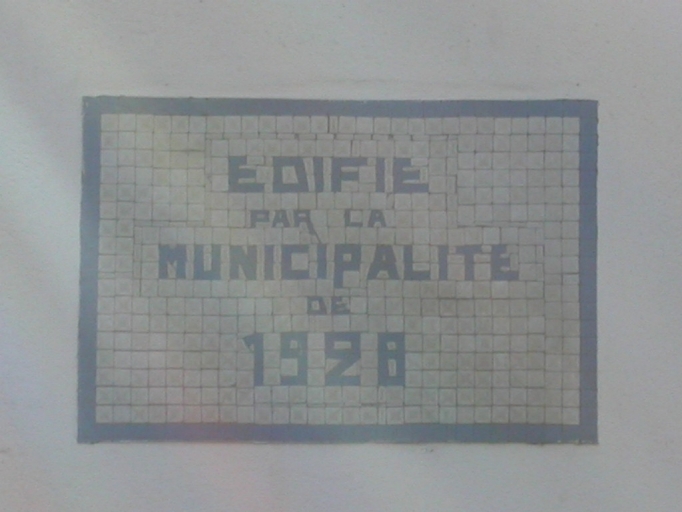 EDIFIE
PAR LA
MUNICIPALITE
DE
1928